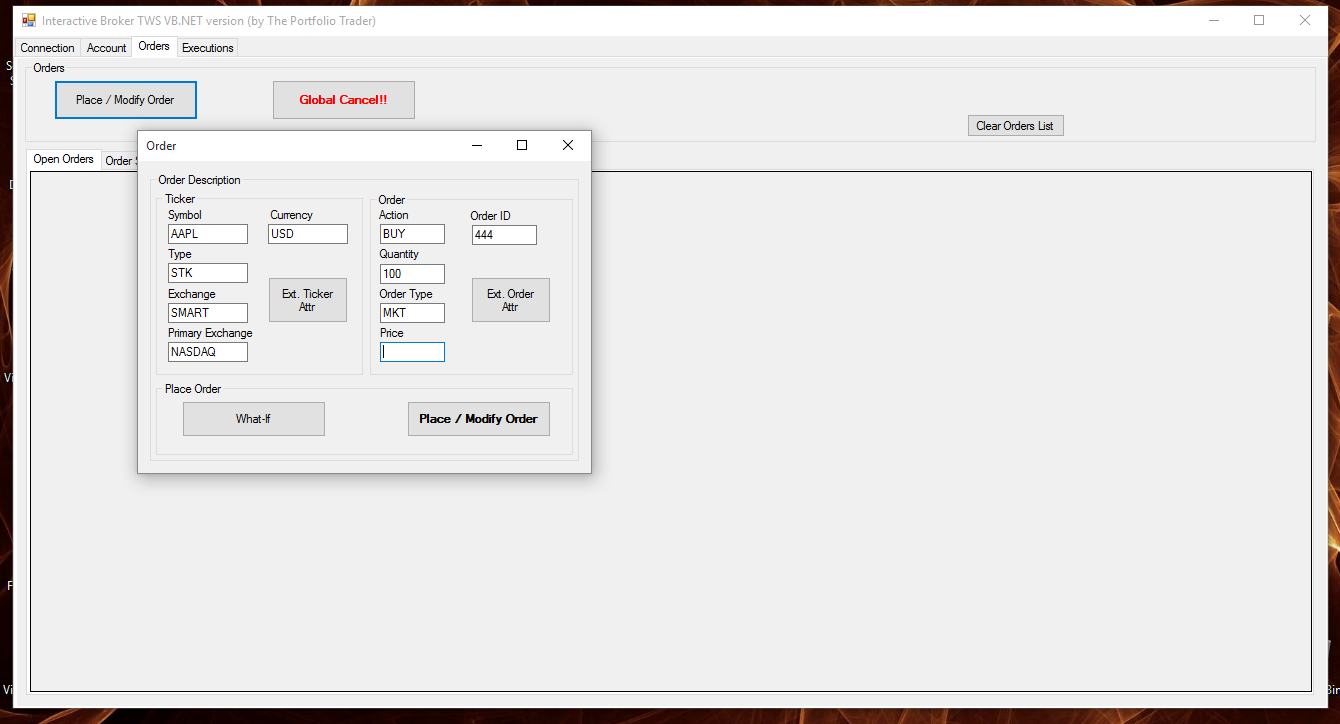 Interactive Broker TWS VB.NET version (by The Portfolio Trader)
Connection Account Orders Executions
Orders
Place / Modify Order Global Cancel!!
Clear Orders List
Open Orders Order
Order
Order Description
Ticker
Symbol Currency
AAPL USD
Type
STK
Exchange
SMART
Ext. Ticker
Attr
Primary Exchange
NASDAQ
Order
Action Order ID
BUY 444
Quantity
100
Order Type
MKT
Ext. Order
Attr
Price
Place Order
What-If Place / Modify Order